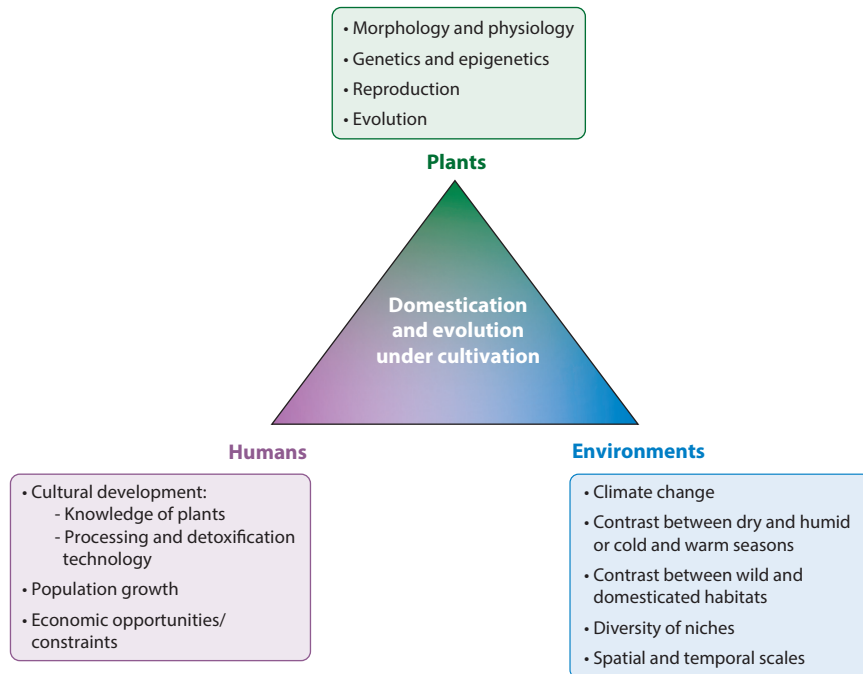 • Morphology and physiology
• Genetics and epigenetics
• Reproduction
• Evolution
Plants
Domestication
and evolution
under cultivation
Humans
• Cultural development:
- Knowledge of plants
- Processing and detoxification
technology
• Population growth
• Economic opportunities/
constraints
Environments
• Climate change
• Contrast between dry and humid
or cold and warm seasons
• Contrast between wild and
domesticated habitats
• Diversity of niches
• Spatial and temporal scales